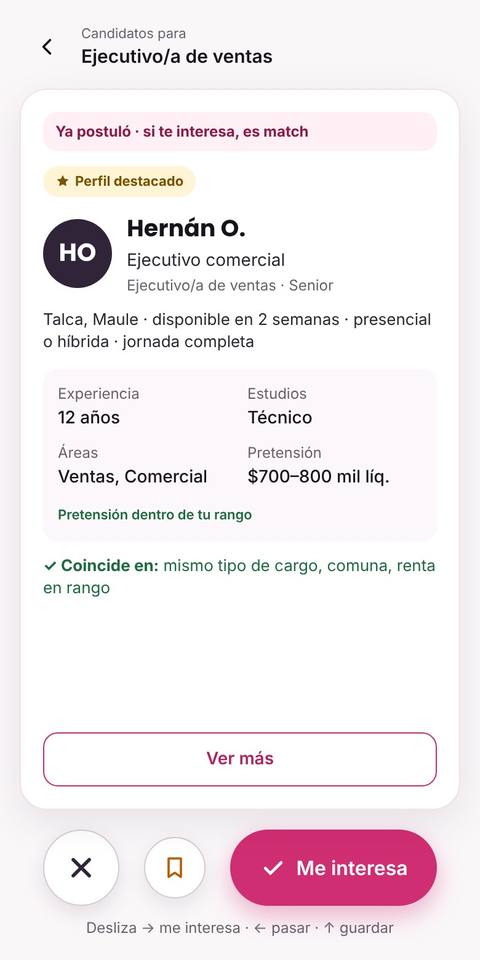 Candidatos para
Ejecutivo/a de ventas
Ya postuló · si te interesa, es match
★ Perfil destacado
HO
Hernán O.
Ejecutivo comercial
Ejecutivo/a de ventas · Senior
Talca, Maule · disponible en 2 semanas · presencial
o híbrida · jornada completa
Experiencia
12 años
Estudios
Técnico
Áreas
Ventas, Comercial
Pretensión
$700–800 mil líq.
Pretensión dentro de tu rango
✓ Coincide en: mismo tipo de cargo, comuna, renta
en rango
Ver más
✓ Me interesa
Desliza → me interesa · ← pasar · ↑ guardar